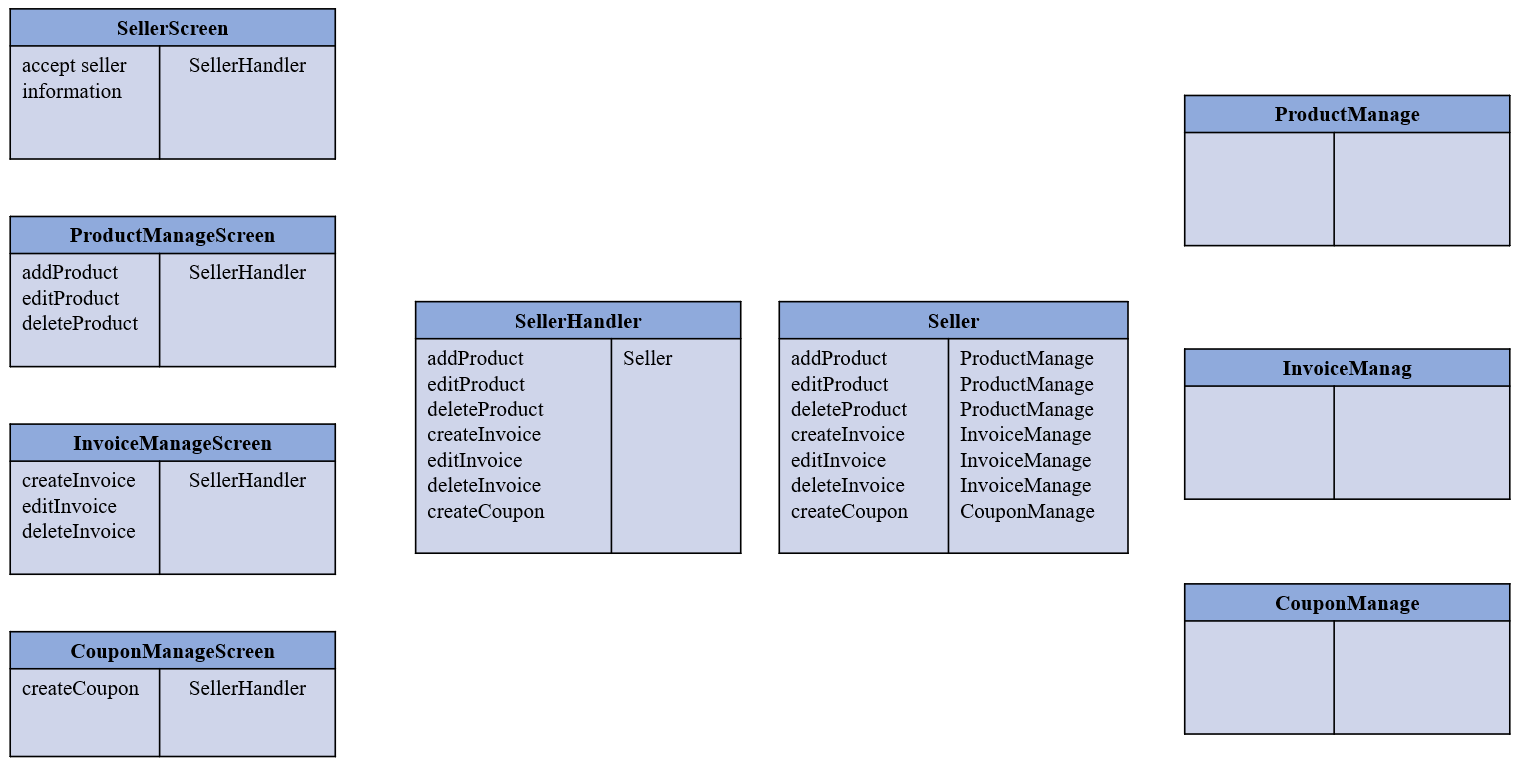 SellerScreen
accept seller
information
SellerHandler
ProductManageScreen
addProduct
editProduct
deleteProduct
SellerHandler
InvoiceManageScreen
createInvoice
editInvoice
deleteInvoice
SellerHandler
CouponManageScreen
createCoupon
SellerHandler
SellerHandler
addProduct
editProduct
deleteProduct
createInvoice
editInvoice
deleteInvoice
createCoupon
Seller
Seller
addProduct
editProduct
deleteProduct
createInvoice
editInvoice
deleteInvoice
createCoupon
ProductManage
ProductManage
ProductManage
InvoiceManage
InvoiceManage
InvoiceManage
CouponManage
ProductManage
InvoiceManag
CouponManage